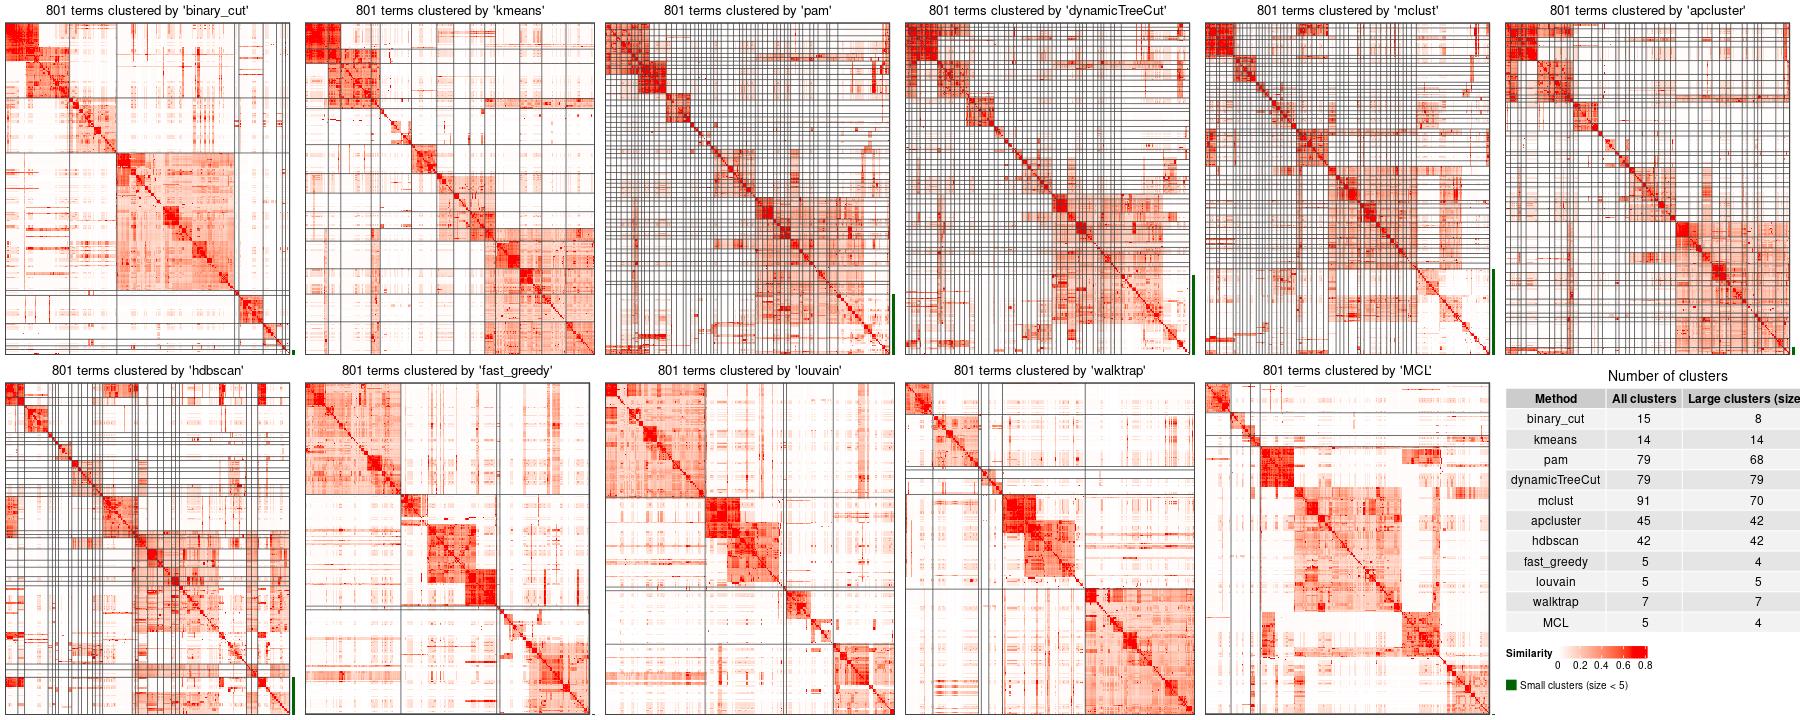 801 terms clustered by 'binary_cut'
801 terms clustered by 'kmeans'
801 terms clustered by 'pam'
801 terms clustered by 'dynamicTreeCut'
801 terms clustered by 'mclust'
801 terms clustered by 'apcluster'
801 terms clustered by 'hdbscan'
801 terms clustered by 'fast_greedy'
801 terms clustered by 'louvain'
801 terms clustered by 'walktrap'
801 terms clustered by 'MCL'
Number of clusters
Method All clusters Large clusters (size
binary_cut 15 8
kmeans 14 14
pam 79 68
dynamicTreeCut 79 79
mclust 91 70
apcluster 45 42
hdbscan 42 42
fast_greedy 5 4
louvain 5 5
walktrap 7 7
MCL 5 4
Similarity
0 0.2 0.4 0.6 0.8
Small clusters (size < 5)